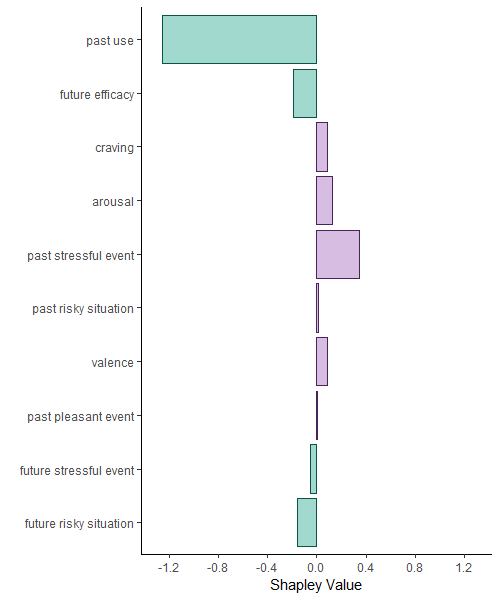 past use
future efficacy
craving
arousal
past stressful event
past risky situation
valence
past pleasant event
future stressful event
future risky situation
-1.2 -0.8 -0.4 0.0 0.4 0.8 1.2
Shapley Value